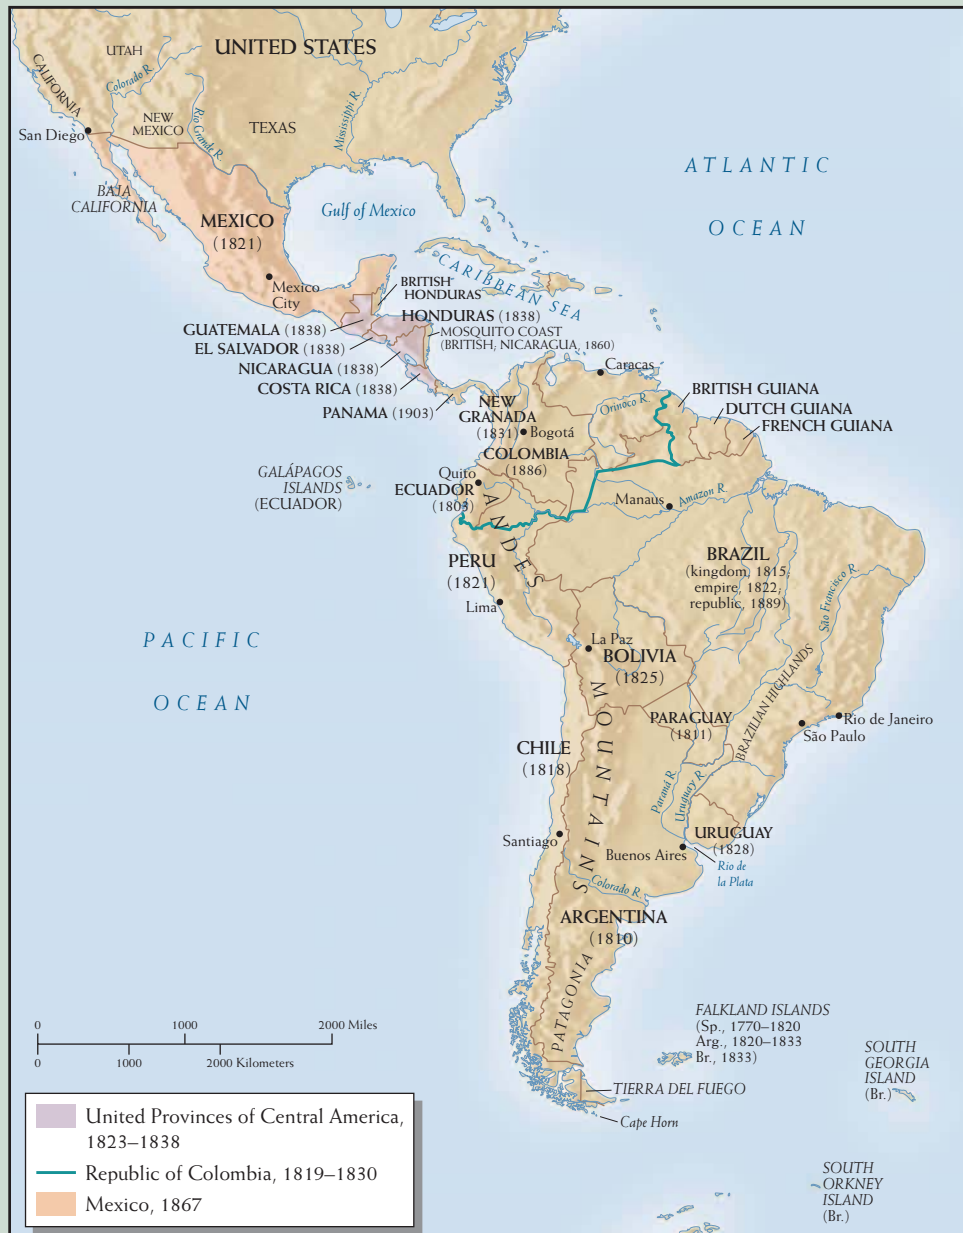 UNITED STATES
UTAH
CALIFORNIA
Colorado R.
NEW
MEXICO
Rio Grande R.
TEXAS
Mississippi R.
San Diego
ATLANTIC
OCEAN
BAJA
CALIFORNIA
Gulf of Mexico
MEXICO
(1821)
Mexico
City
CARIBBEAN SEA
BRITISH
HONDURAS
HONDURAS (1838)
GUATEMALA (1838)
MOSQUITO COAST
(BRITISH; NICARAGUA, 1860)
EL SALVADOR (1838)
NICARAGUA (1838)
COSTA RICA (1838)
PANAMA (1903)
Caracas
BRITISH GUIANA
DUTCH GUIANA
FRENCH GUIANA
NEW
GRANADA
(1831)
Orinoco R.
Bogotá
COLOMBIA
(1886)
GALÁPAGOS
ISLANDS
(ECUADOR)
Quito
ECUADOR
(1803)
Manaus
Amazon R.
ANDES
MOUNTAINS
PERU
(1821)
Lima
BRAZIL
(kingdom, 1815;
empire, 1822;
republic, 1889)
São Francisco R.
PACIFIC
OCEAN
La Paz
BOLIVIA
(1825)
BRAZILIAN HIGHLANDS
PARAGUAY
(1811)
Rio de Janeiro
São Paulo
CHILE
(1818)
Paraná R.
Uruguay R.
Santiago
Buenos Aires
URUGUAY
(1828)
Rio de
la Plata
Colorado R.
ARGENTINA
(1810)
PATAGONIA
FALKLAND ISLANDS
(Sp., 1770–1820
Arg., 1820–1833
Br., 1833)
SOUTH
GEORGIA
ISLAND
(Br.)
TIERRA DEL FUEGO
Cape Horn
SOUTH
ORKNEY
ISLAND
(Br.)
0 1000 2000 Miles
0 1000 2000 Kilometers
United Provinces of Central America,
1823–1838
Republic of Colombia, 1819–1830
Mexico, 1867